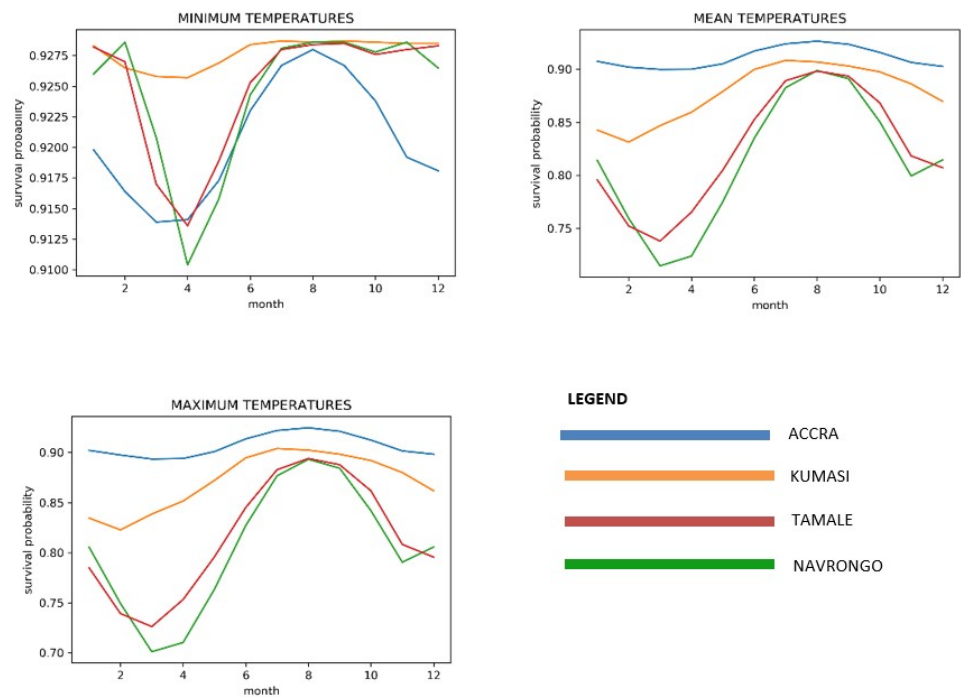 MINIMUM TEMPERATURES
survival probability
0.9275
0.9250
0.9225
0.9200
0.9175
0.9150
0.9125
0.9100
2 4 6 8 10 12
month
MEAN TEMPERATURES
survival probability
0.90
0.85
0.80
0.75
2 4 6 8 10 12
month
MAXIMUM TEMPERATURES
survival probability
0.90
0.85
0.80
0.75
0.70
2 4 6 8 10 12
month
LEGEND
ACCRA
KUMASI
TAMALE
NAVRONGO